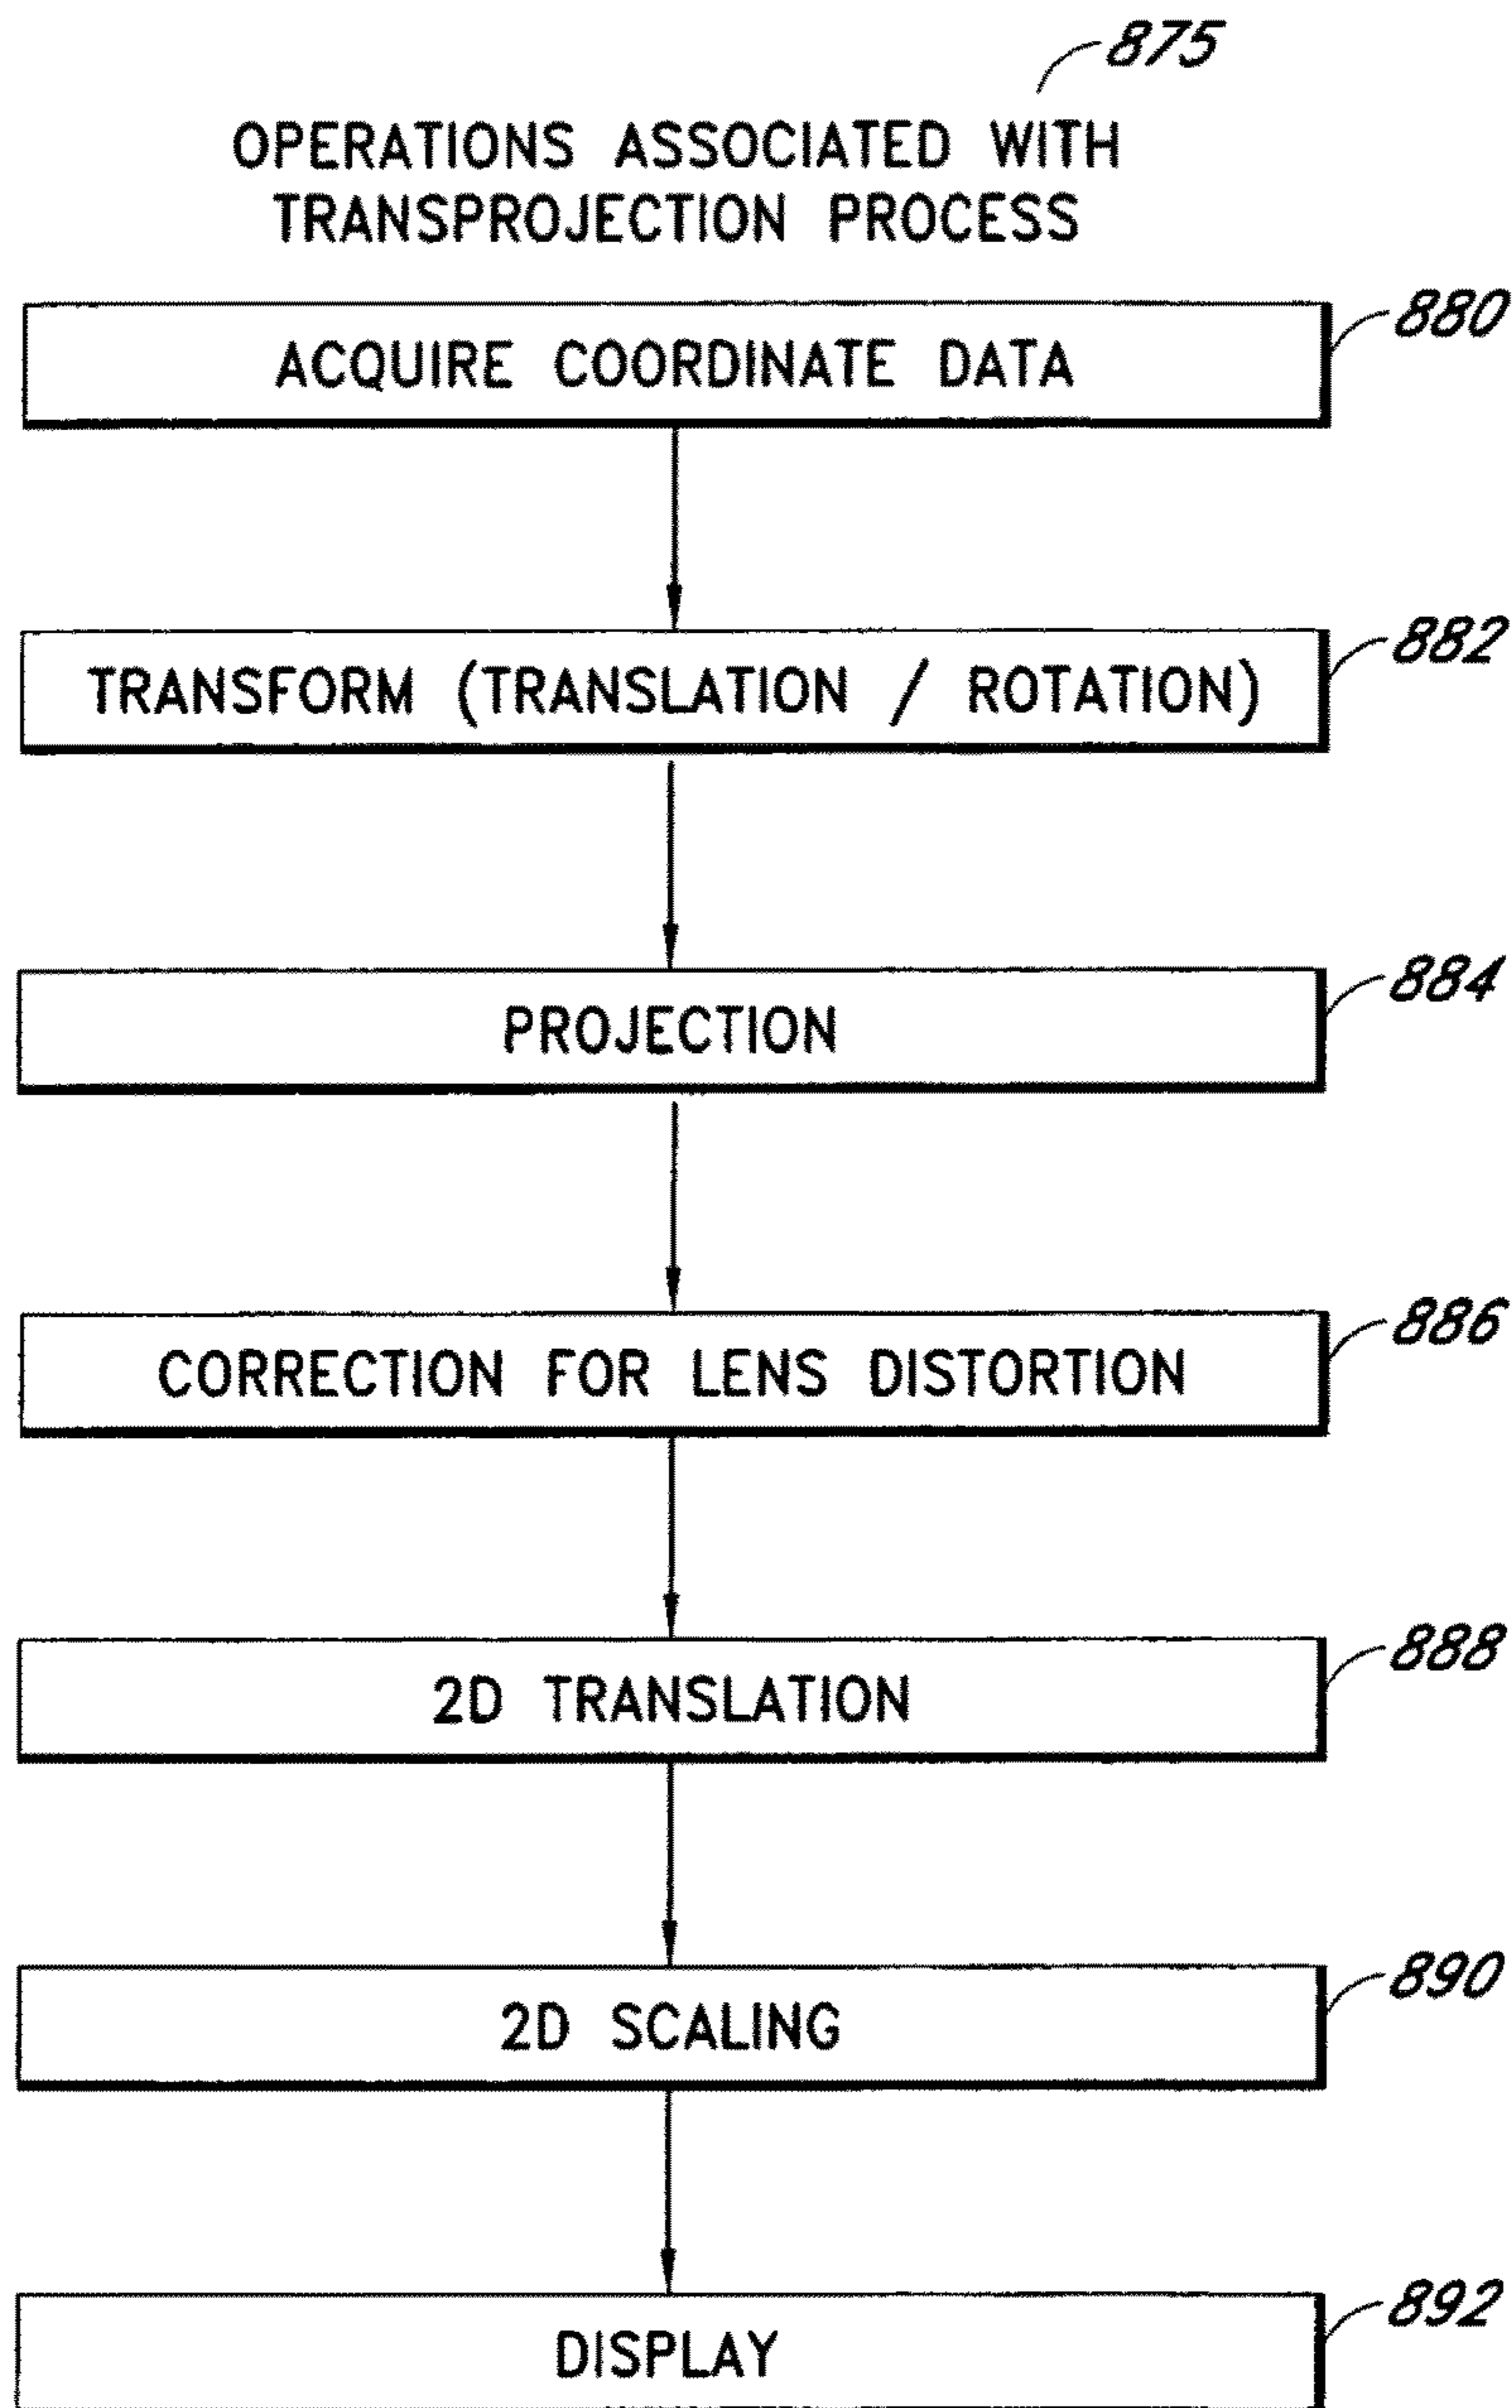 875
OPERATIONS ASSOCIATED WITH
TRANSPROJECTION PROCESS
ACQUIRE COORDINATE DATA
880
TRANSFORM (TRANSLATION / ROTATION)
882
PROJECTION
884
CORRECTION FOR LENS DISTORTION
886
2D TRANSLATION
888
2D SCALING
890
DISPLAY
892